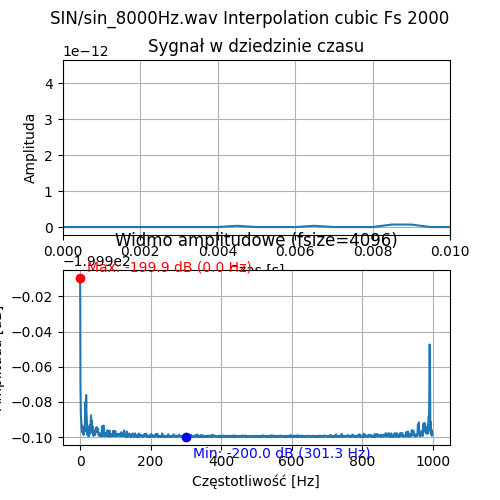 SIN/sin_8000Hz.wav Interpolation cubic Fs 2000
Sygnał w dziedzinie czasu
1e−12
4
3
2
1
0
Amplituda
0.000 0.002 0.004 0.006 0.008 0.010
Widmo amplitudowe (fsize=4096)
−1.999e2
Max: -199.9 dB (0.0 Hz)
−0.02
−0.04
−0.06
−0.08
−0.10
Min: -200.0 dB (301.3 Hz)
0 200 400 600 800 1000
Częstotliwość [Hz]